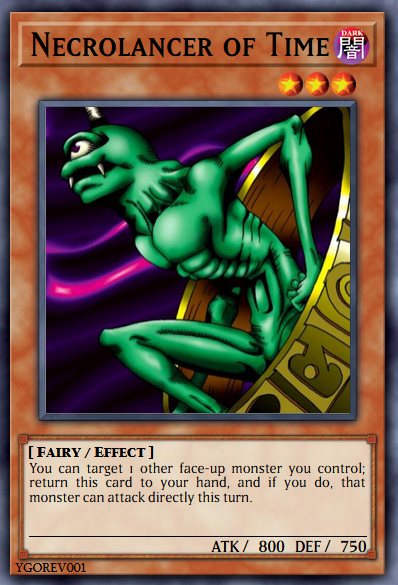 Necrolancer of Time
DARK
闇
[ Fairy / Effect ]
You can target 1 other face-up monster you control;
return this card to your hand, and if you do, that
monster can attack directly this turn.
ATK / 800 DEF / 750
YGOREV001